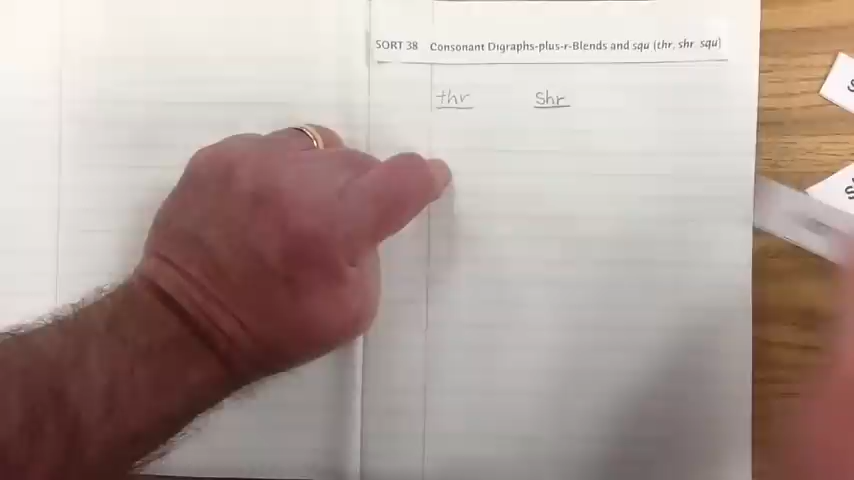 SORT 38 Consonant Digraphs-plus-r-Blends and squ (thr, shr squ)
thr shr